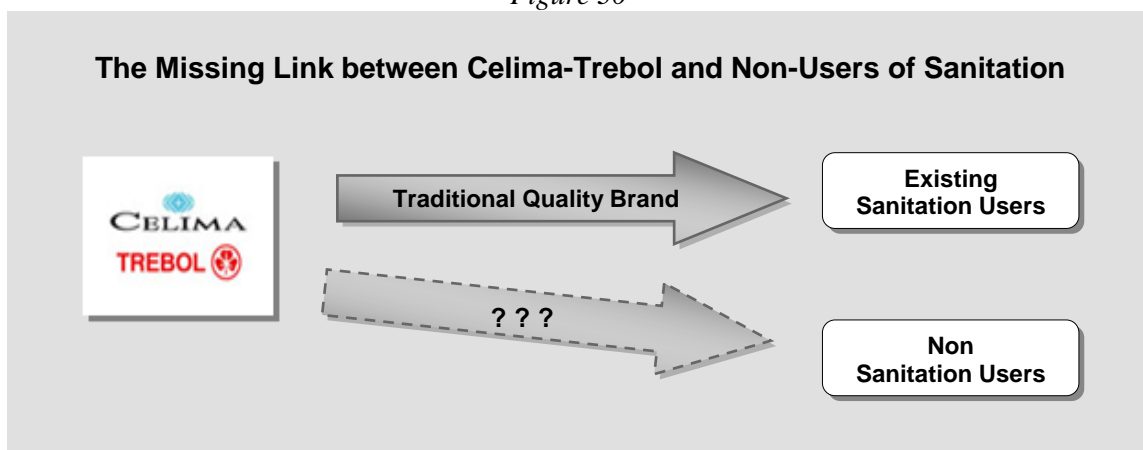 The Missing Link between Celima-Trebol and Non-Users of Sanitation
CELIMA
TREBOL
Traditional Quality Brand
Existing
Sanitation Users
? ? ?
Non
Sanitation Users